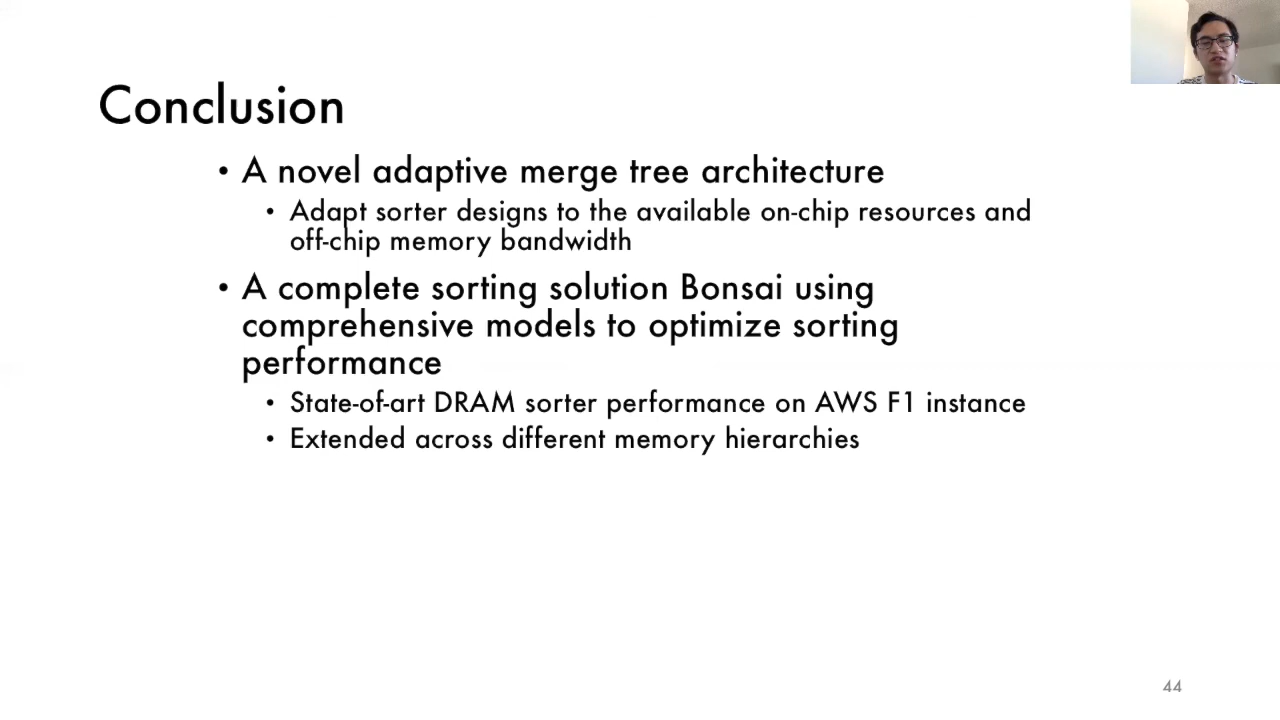 Conclusion
• A novel adaptive merge tree architecture
• Adapt sorter designs to the available on-chip resources and
off-chip memory bandwidth
• A complete sorting solution Bonsai using
comprehensive models to optimize sorting
performance
• State-of-art DRAM sorter performance on AWS F1 instance
• Extended across different memory hierarchies
44